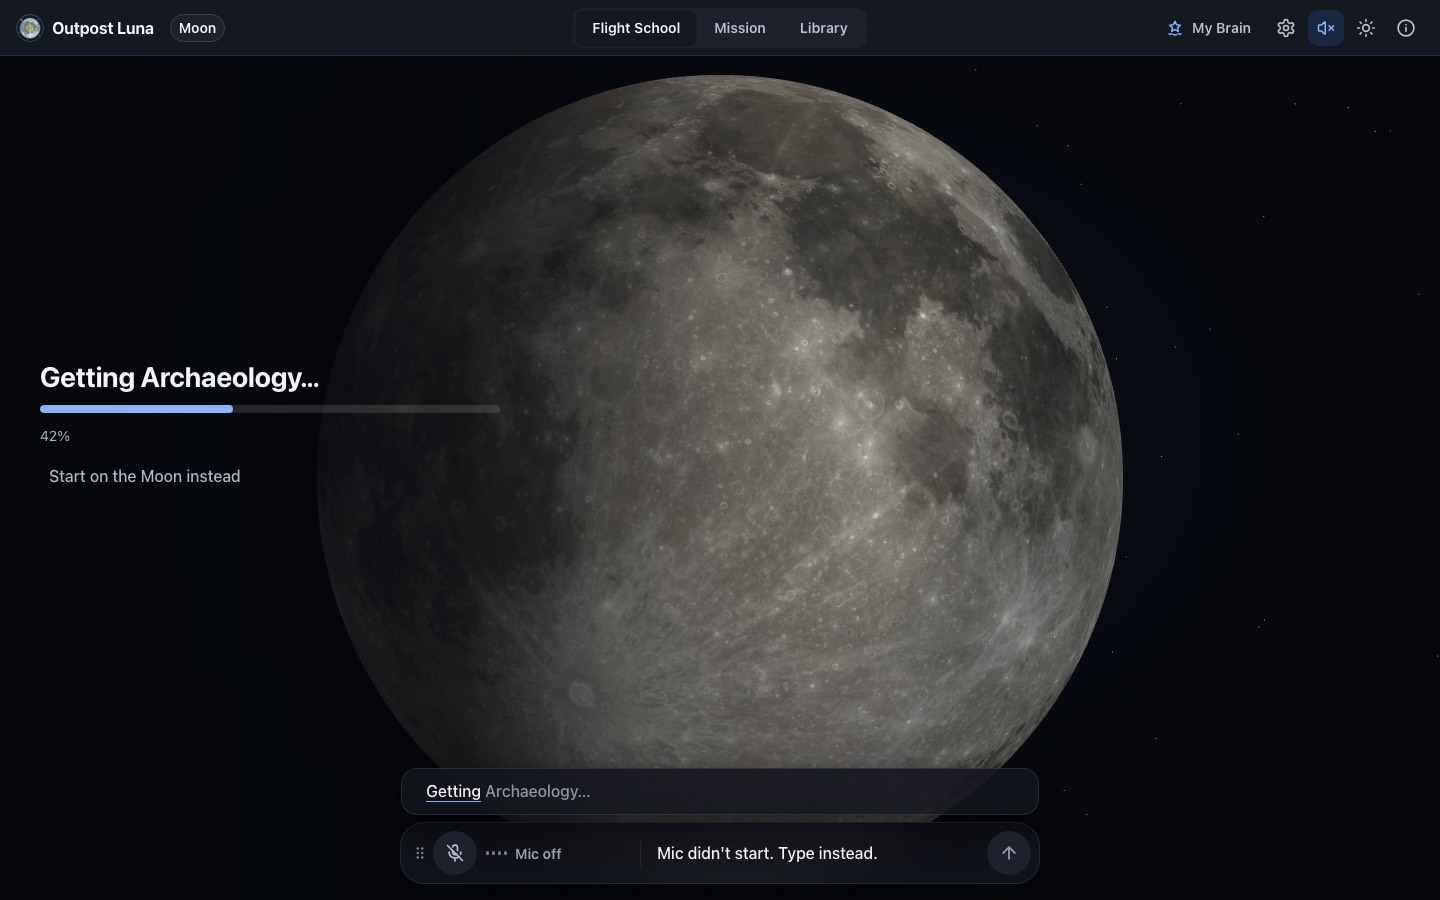 Outpost Luna
Moon
Flight School
Mission
Library
My Brain
Getting Archaeology...
42%
Start on the Moon instead
Getting Archaeology...
Mic off
Mic didn't start. Type instead.